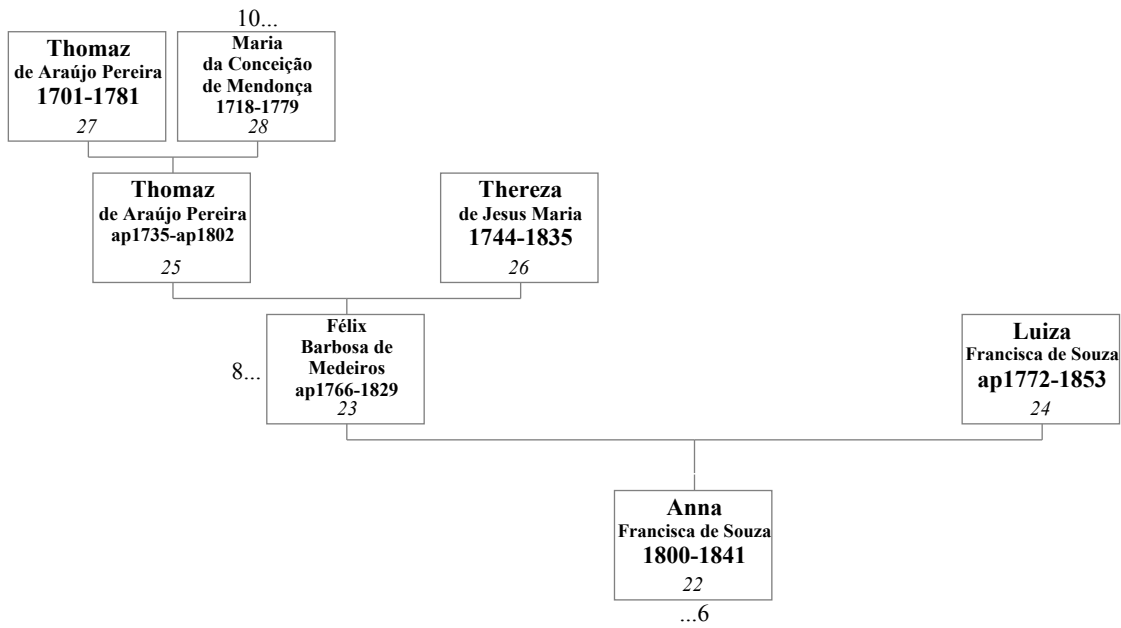 10...
Thomaz
de Araújo Pereira
1701-1781
27
Maria
da Conceição
de Mendonça
1718-1779
28
Thomaz
de Araújo Pereira
ap1735-ap1802
25
Thereza
de Jesus Maria
1744-1835
26
8...
Félix
Barbosa de
Medeiros
ap1766-1829
23
Luiza
Francisca de Souza
ap1772-1853
24
Anna
Francisca de Souza
1800-1841
22
...6